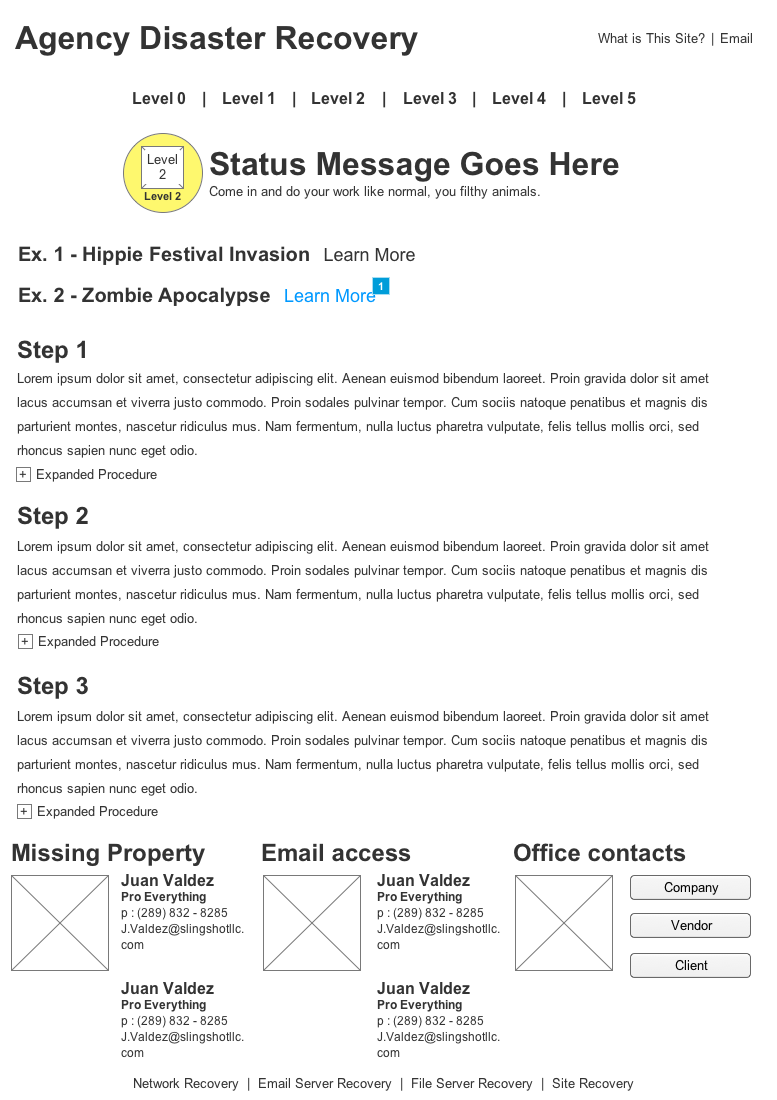 Agency Disaster Recovery
What is This Site? | Email
Level 0 | Level 1 | Level 2 | Level 3 | Level 4 | Level 5
Level
2
Level 2
Status Message Goes Here
Come in and do your work like normal, you filthy animals.
Ex. 1 - Hippie Festival Invasion Learn More
Ex. 2 - Zombie Apocalypse Learn More 1
Step 1
Lorem ipsum dolor sit amet, consectetur adipiscing elit. Aenean euismod bibendum laoreet. Proin gravida dolor sit amet
lacus accumsan et viverra justo commodo. Proin sodales pulvinar tempor. Cum sociis natoque penatibus et magnis dis
parturient montes, nascetur ridiculus mus. Nam fermentum, nulla luctus pharetra vulputate, felis tellus mollis orci, sed
rhoncus sapien nunc eget odio.
+ Expanded Procedure
Step 2
Lorem ipsum dolor sit amet, consectetur adipiscing elit. Aenean euismod bibendum laoreet. Proin gravida dolor sit amet
lacus accumsan et viverra justo commodo. Proin sodales pulvinar tempor. Cum sociis natoque penatibus et magnis dis
parturient montes, nascetur ridiculus mus. Nam fermentum, nulla luctus pharetra vulputate, felis tellus mollis orci, sed
rhoncus sapien nunc eget odio.
+ Expanded Procedure
Step 3
Lorem ipsum dolor sit amet, consectetur adipiscing elit. Aenean euismod bibendum laoreet. Proin gravida dolor sit amet
lacus accumsan et viverra justo commodo. Proin sodales pulvinar tempor. Cum sociis natoque penatibus et magnis dis
parturient montes, nascetur ridiculus mus. Nam fermentum, nulla luctus pharetra vulputate, felis tellus mollis orci, sed
rhoncus sapien nunc eget odio.
+ Expanded Procedure
Missing Property
Juan Valdez
Pro Everything
p : (289) 832 - 8285
J.Valdez@slingshotllc.
com
Juan Valdez
Pro Everything
p : (289) 832 - 8285
J.Valdez@slingshotllc.
com
Email access
Juan Valdez
Pro Everything
p : (289) 832 - 8285
J.Valdez@slingshotllc.
com
Juan Valdez
Pro Everything
p : (289) 832 - 8285
J.Valdez@slingshotllc.
com
Office contacts
Company
Vendor
Client
Network Recovery | Email Server Recovery | File Server Recovery | Site Recovery